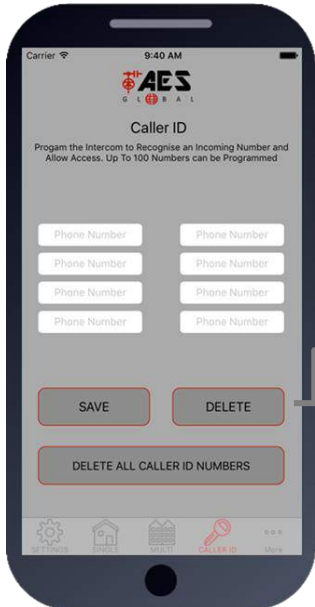 Carrier 9:40 AM
AES
GLOBAL
Caller ID
Progam the Intercom to Recognise an Incoming Number and
Allow Access. Up To 100 Numbers can be Programmed
Phone Number Phone Number
Phone Number Phone Number
Phone Number Phone Number
Phone Number Phone Number
SAVE DELETE
DELETE ALL CALLER ID NUMBERS
SETTINGS SINGLE MULTI CALLER ID More